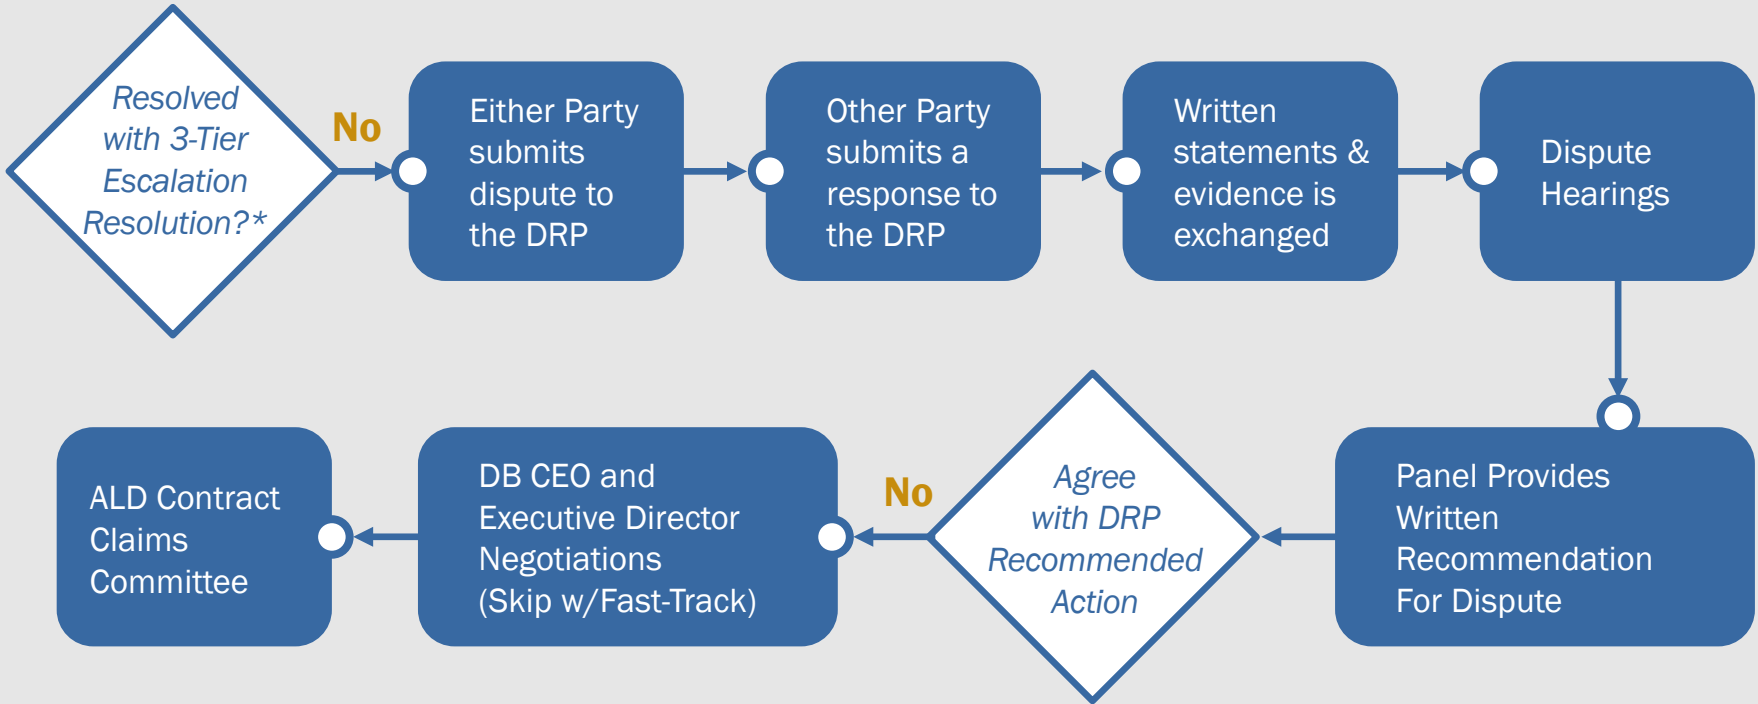 Resolved
with 3-Tier
Escalation
Resolution?*
No
Either Party
submits
dispute to
the DRP
Other Party
submits a
response to
the DRP
Written
statements &
evidence is
exchanged
Dispute
Hearings
Panel Provides
Written
Recommendation
For Dispute
Agree
with DRP
Recommended
Action
No
DB CEO and
Executive Director
Negotiations
(Skip w/Fast-Track)
ALD Contract
Claims
Committee